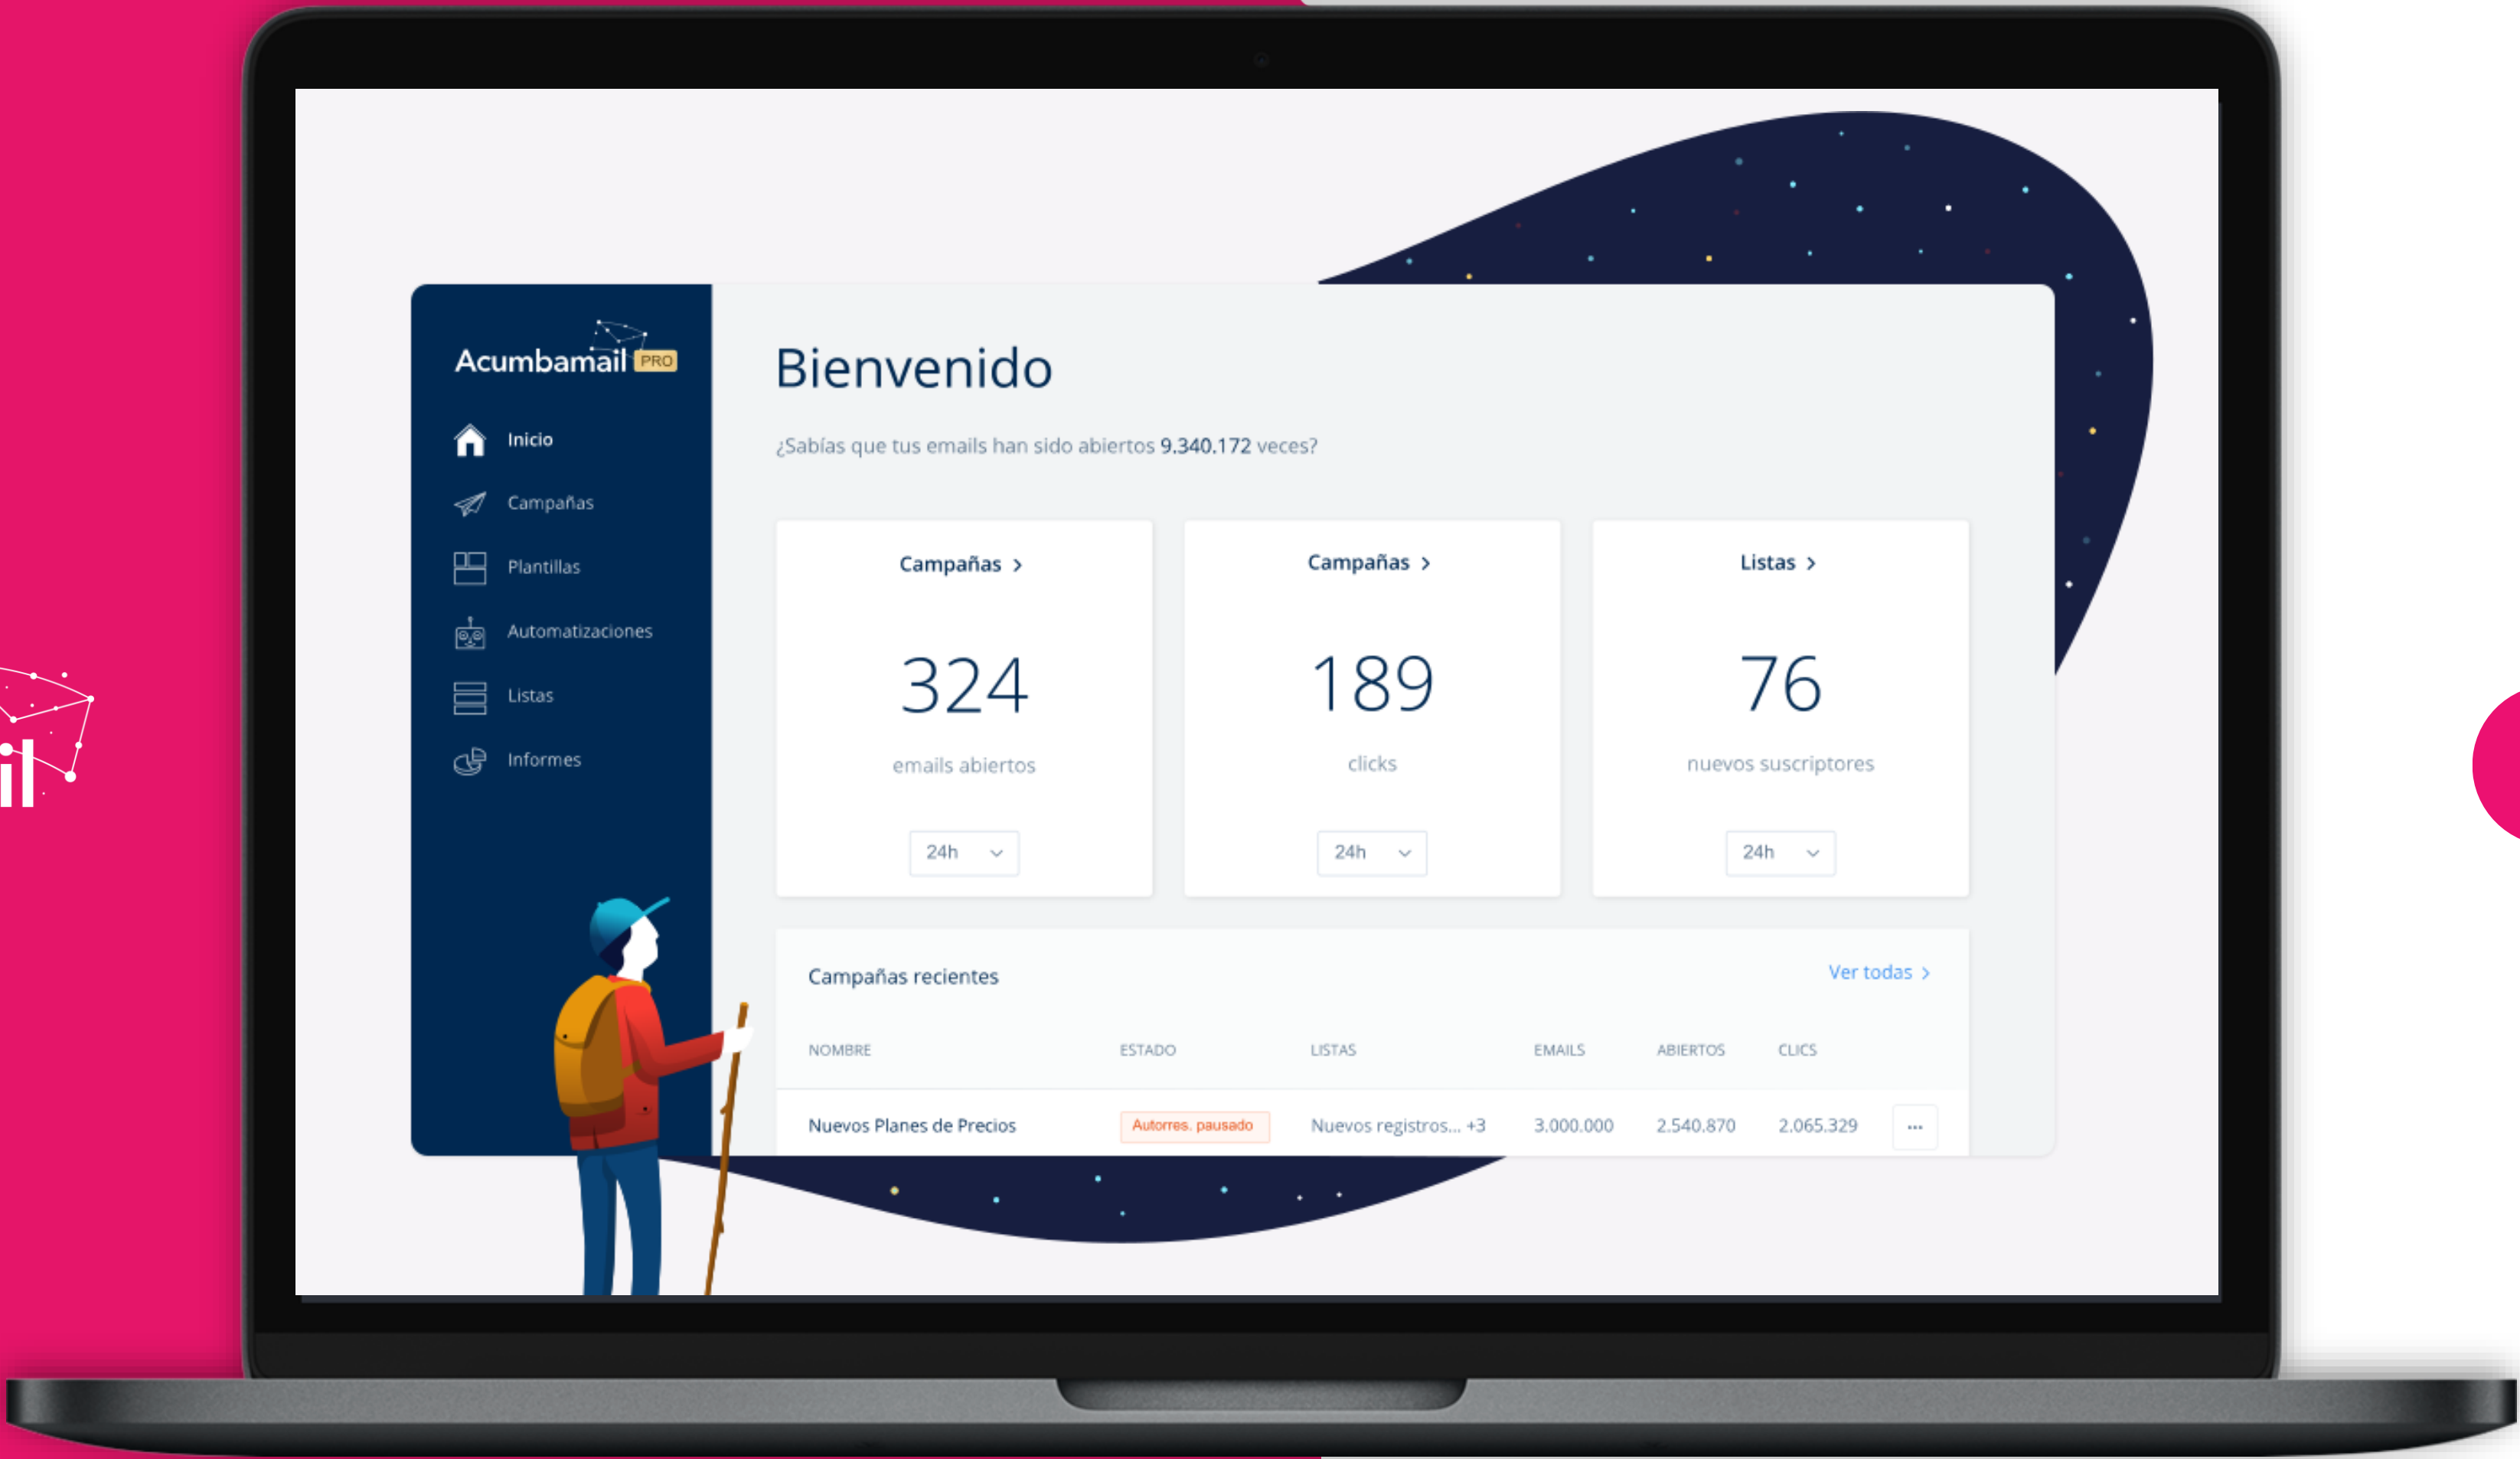 Acumbamail PRO
Inicio
Campañas
Plantillas
Automatizaciones
Listas
Informes
Bienvenido
¿Sabías que tus emails han sido abiertos 9.340.172 veces?
Campañas >
324
emails abiertos
24h
Campañas >
189
clicks
24h
Listas >
76
nuevos suscriptores
24h
Campañas recientes
Ver todas >
NOMBRE ESTADO LISTAS EMAILS ABIERTOS CLICS
Nuevos Planes de Precios Autorres. pausado Nuevos registros... +3 3.000.000 2.540.870 2.065.329 ...
il